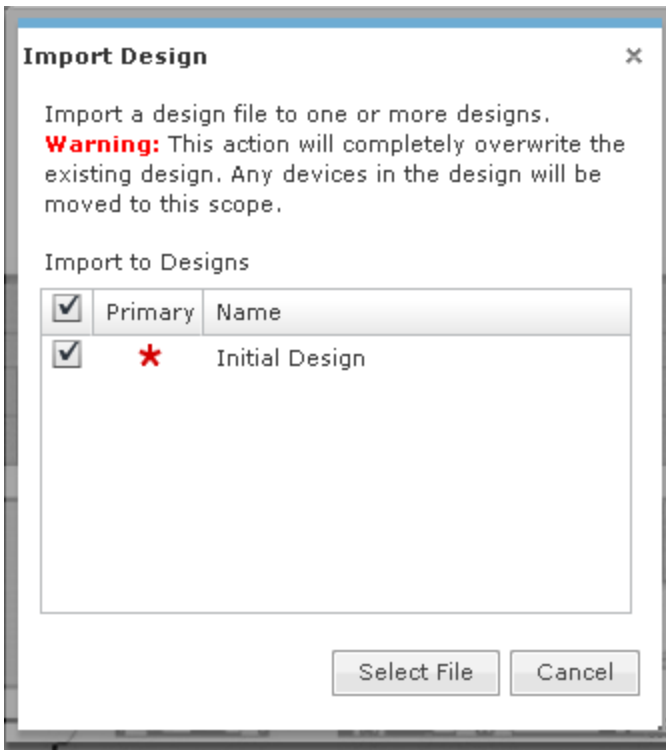 Import Design
Import a design file to one or more designs.
Warning: This action will completely overwrite the
existing design. Any devices in the design will be
moved to this scope.
Import to Designs
Primary Name
Initial Design
Select File Cancel